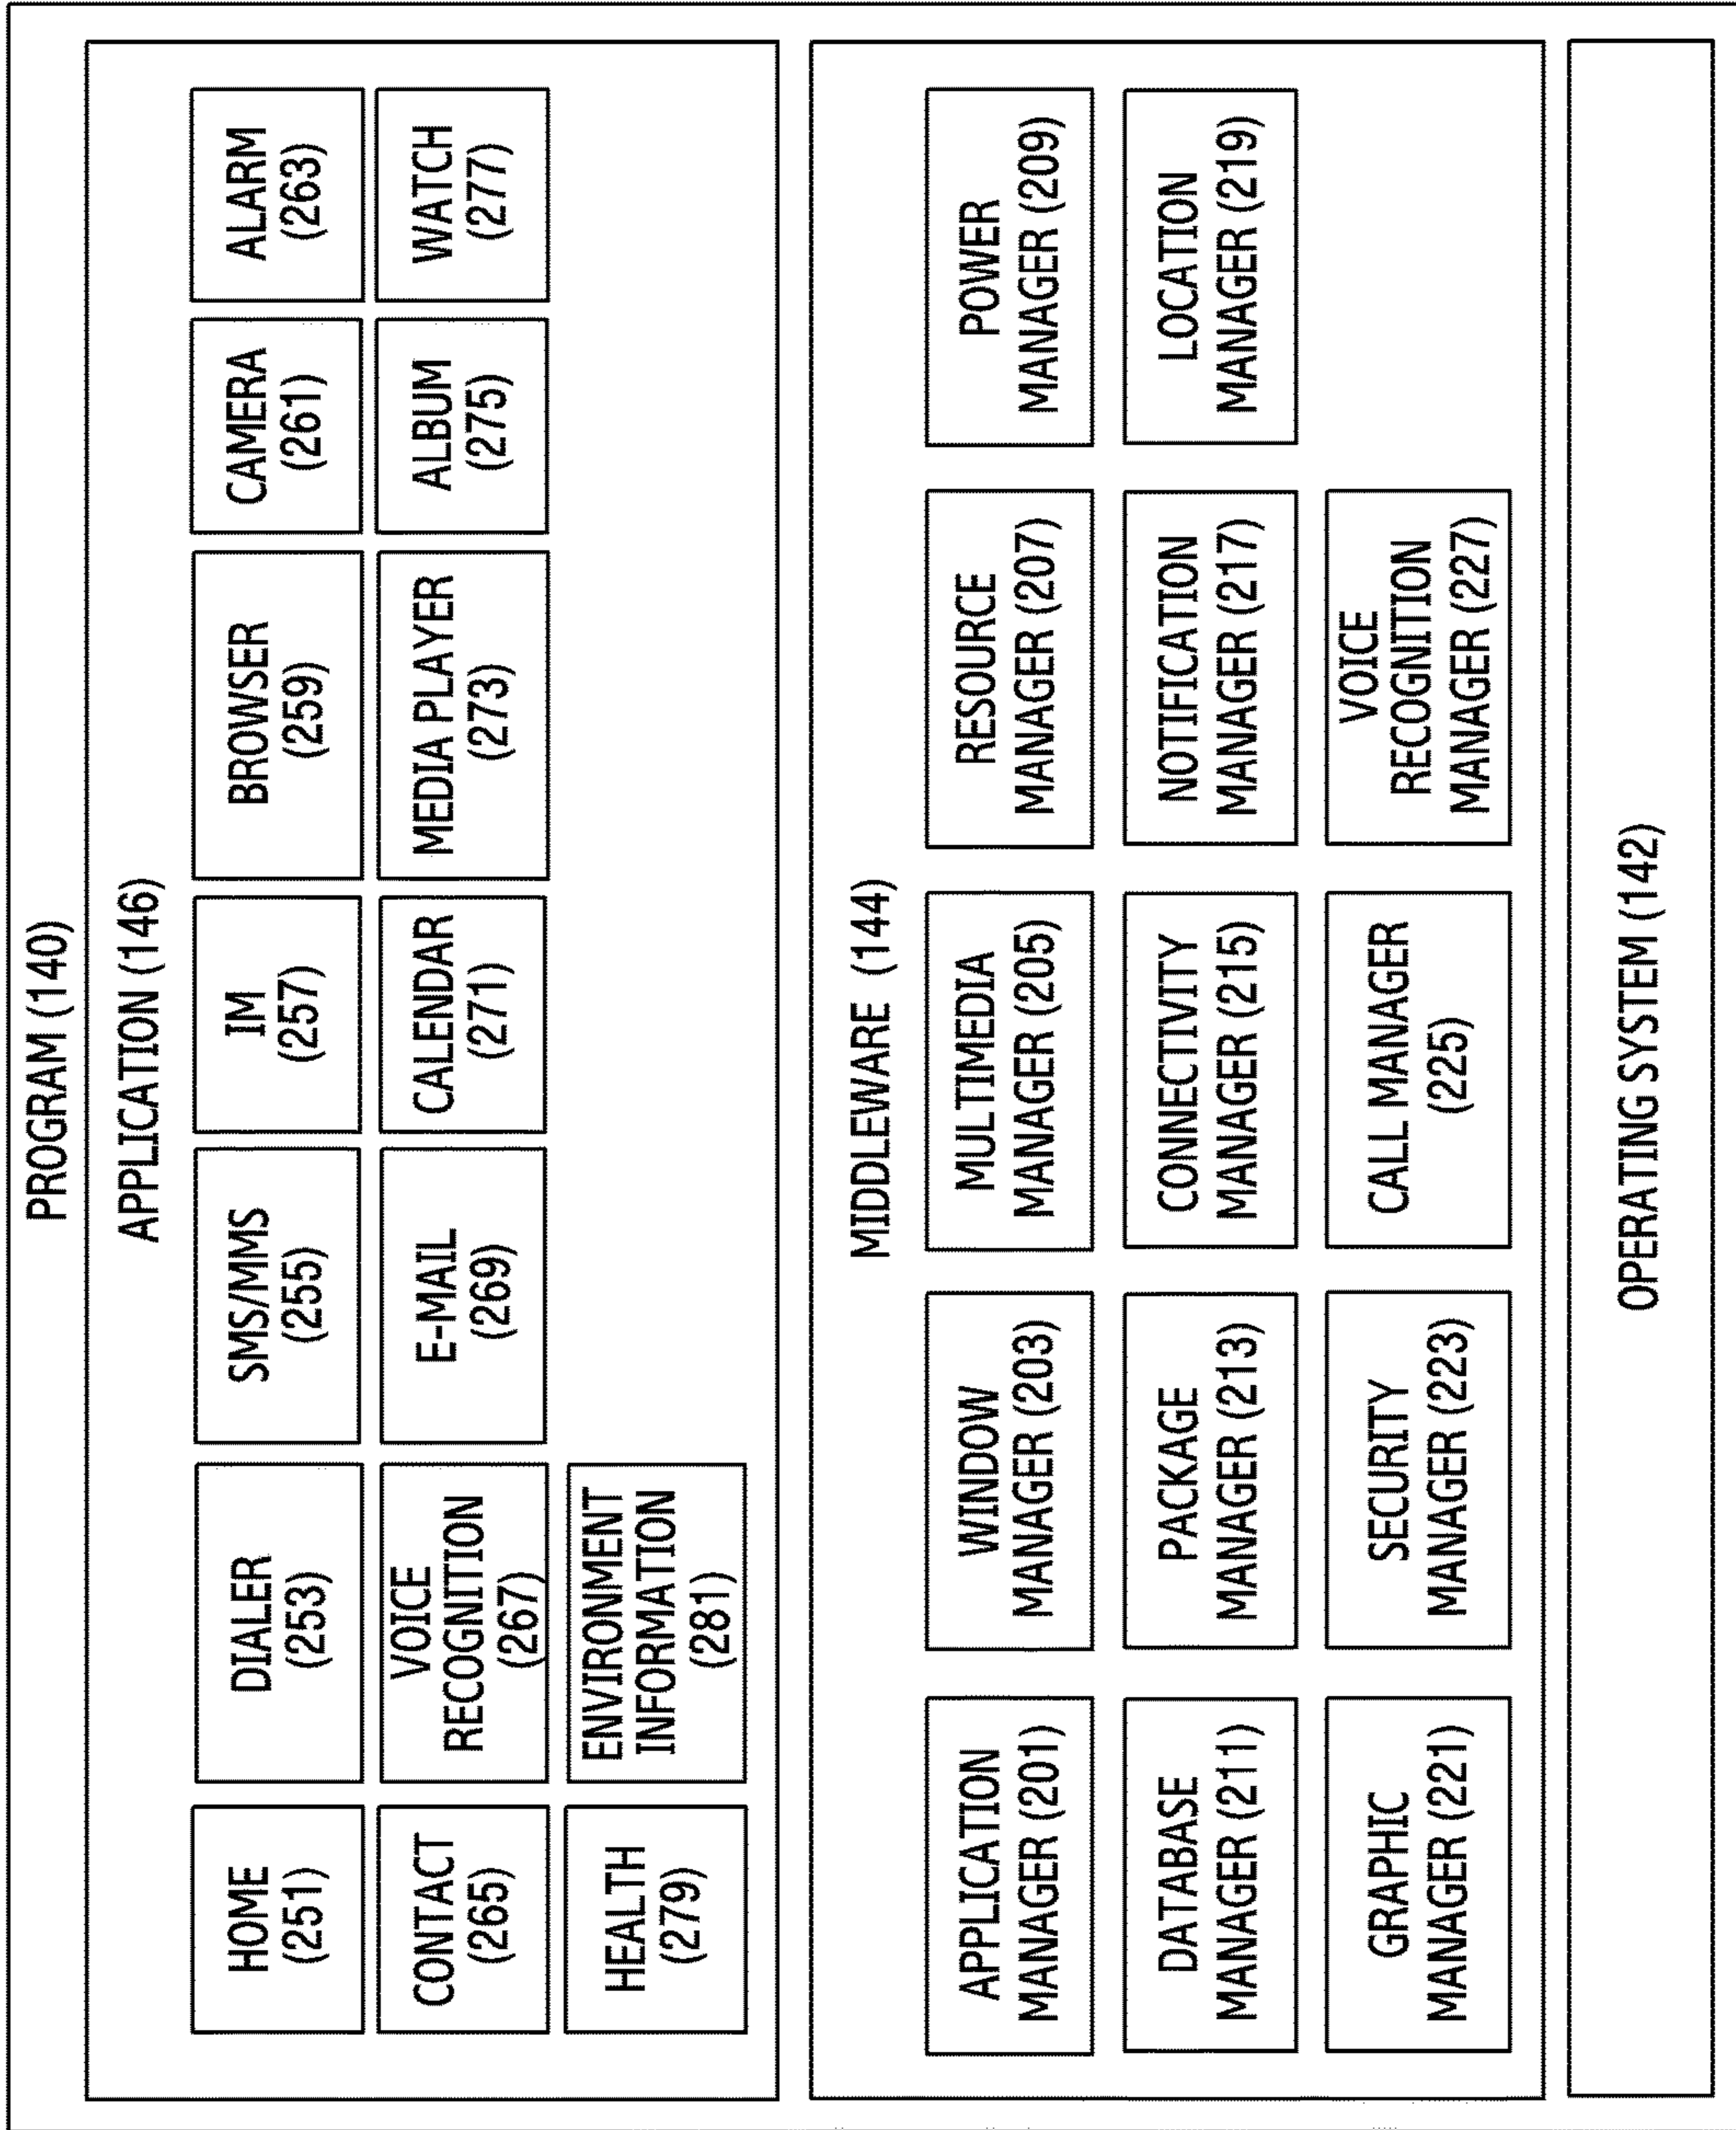 PROGRAM (140)
APPLICATION (146)
HOME
(251)
DIALER
(253)
SMS/MMS
(255)
IM
(257)
BROWSER
(259)
CAMERA
(261)
ALARM
(263)
CONTACT
(265)
VOICE
RECOGNITION
(267)
E-MAIL
(269)
CALENDAR
(271)
MEDIA PLAYER
(273)
ALBUM
(275)
WATCH
(277)
HEALTH
(279)
ENVIRONMENT
INFORMATION
(281)
MIDDLEWARE (144)
APPLICATION
MANAGER (201)
WINDOW
MANAGER (203)
MULTIMEDIA
MANAGER (205)
RESOURCE
MANAGER (207)
POWER
MANAGER (209)
DATABASE
MANAGER (211)
PACKAGE
MANAGER (213)
CONNECTIVITY
MANAGER (215)
NOTIFICATION
MANAGER (217)
LOCATION
MANAGER (219)
GRAPHIC
MANAGER (221)
SECURITY
MANAGER (223)
CALL MANAGER
(225)
VOICE
RECOGNITION
MANAGER (227)
OPERATING SYSTEM (142)